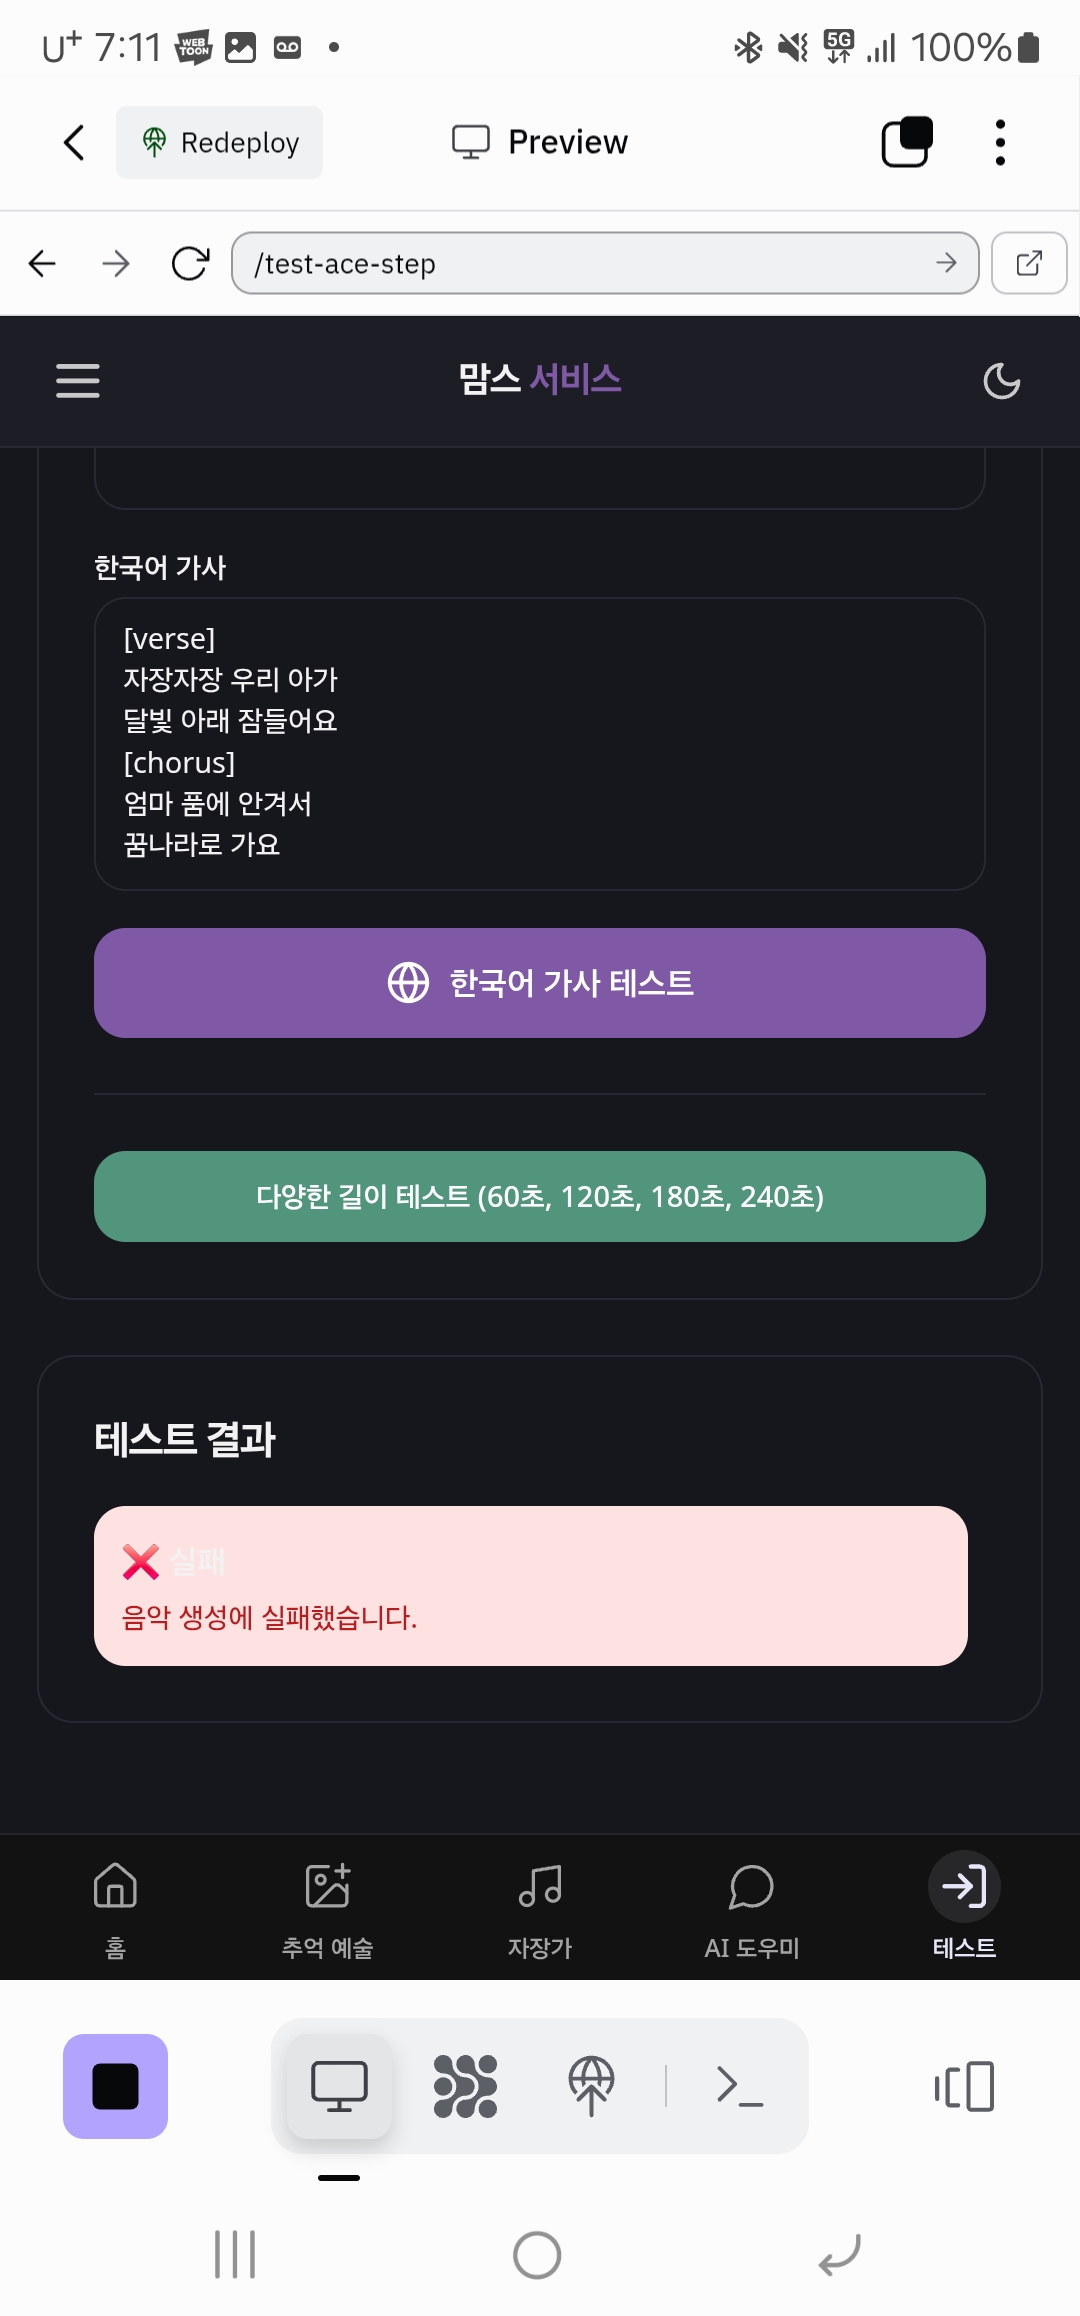 U+ 7:11 WEB TOON 5G 100%
Redeploy
Preview
/test-ace-step
맘스 서비스
한국어 가사
[verse]
자장자장 우리 아가
달빛 아래 잠들어요
[chorus]
엄마 품에 안겨서
꿈나라로 가요
한국어 가사 테스트
다양한 길이 테스트 (60초, 120초, 180초, 240초)
테스트 결과
❌ 실패
음악 생성에 실패했습니다.
홈
추억 예술
자장가
AI 도우미
테스트